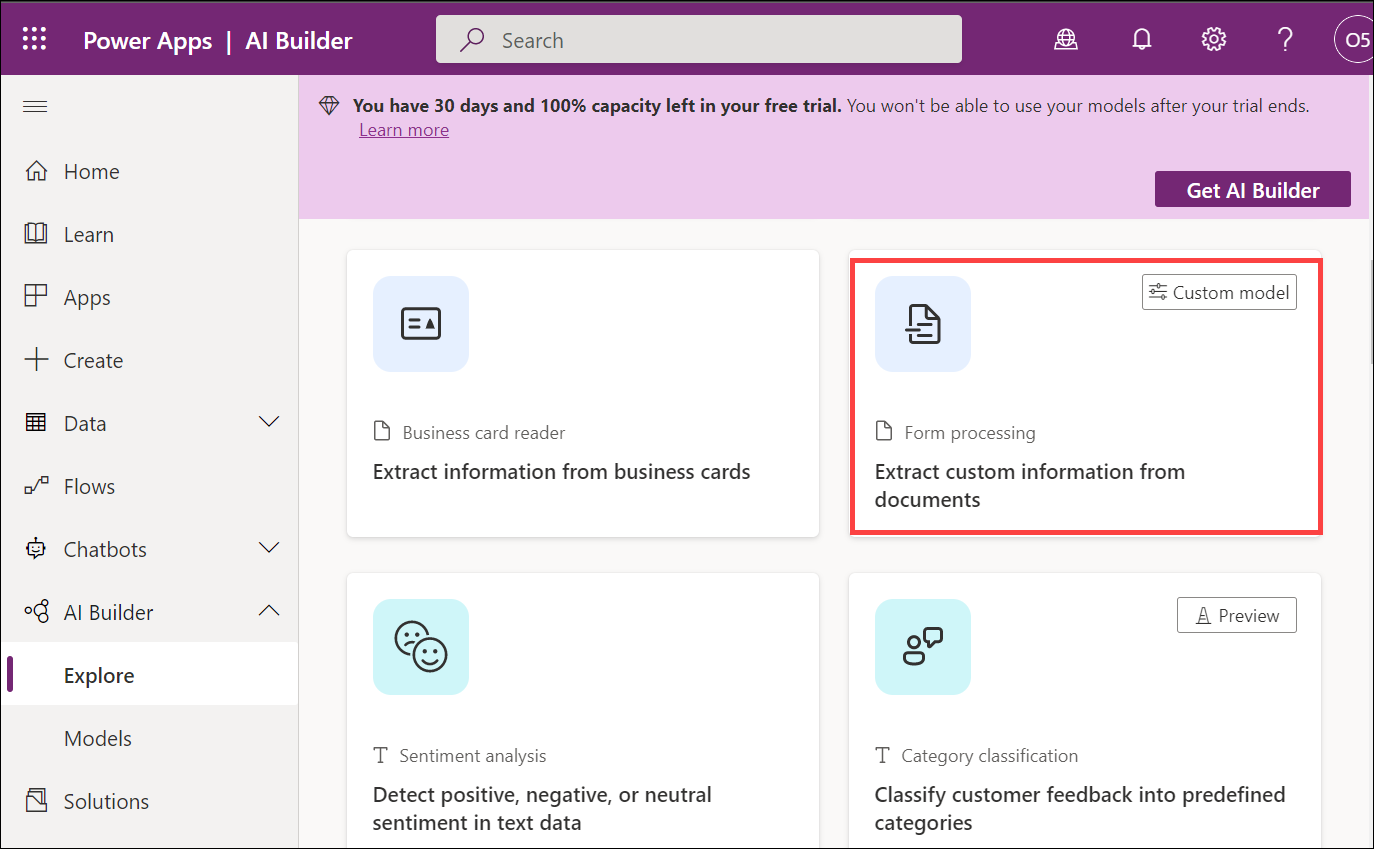 Power Apps | AI Builder
Search
O5
You have 30 days and 100% capacity left in your free trial. You won't be able to use your models after your trial ends.
Learn more
Get AI Builder
Home
Learn
Apps
Create
Data
Flows
Chatbots
AI Builder
Explore
Models
Solutions
Business card reader
Extract information from business cards
Custom model
Form processing
Extract custom information from
documents
Sentiment analysis
Detect positive, negative, or neutral
sentiment in text data
Preview
Category classification
Classify customer feedback into predefined
categories